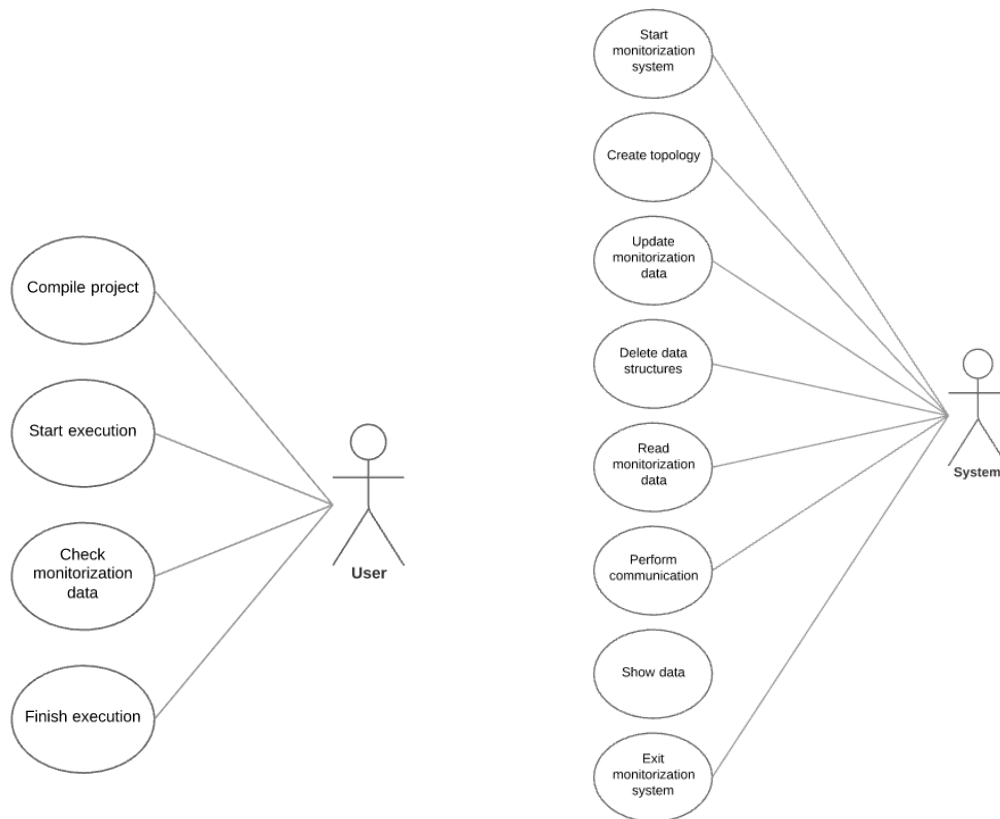 Compile project
Start execution
Check
monitorization
data
Finish execution
User
Start
monitorization
system
Create topology
Update
monitorization
data
Delete data
structures
Read
monitorization
data
Perform
communication
Show data
Exit
monitorization
system
System